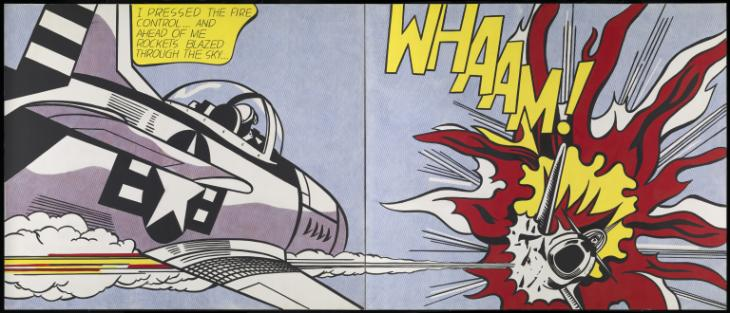 I PRESSED THE FIRE
CONTROL... AND
AHEAD OF ME
ROCKETS BLAZED
THROUGH THE SKY...
WHAAM!